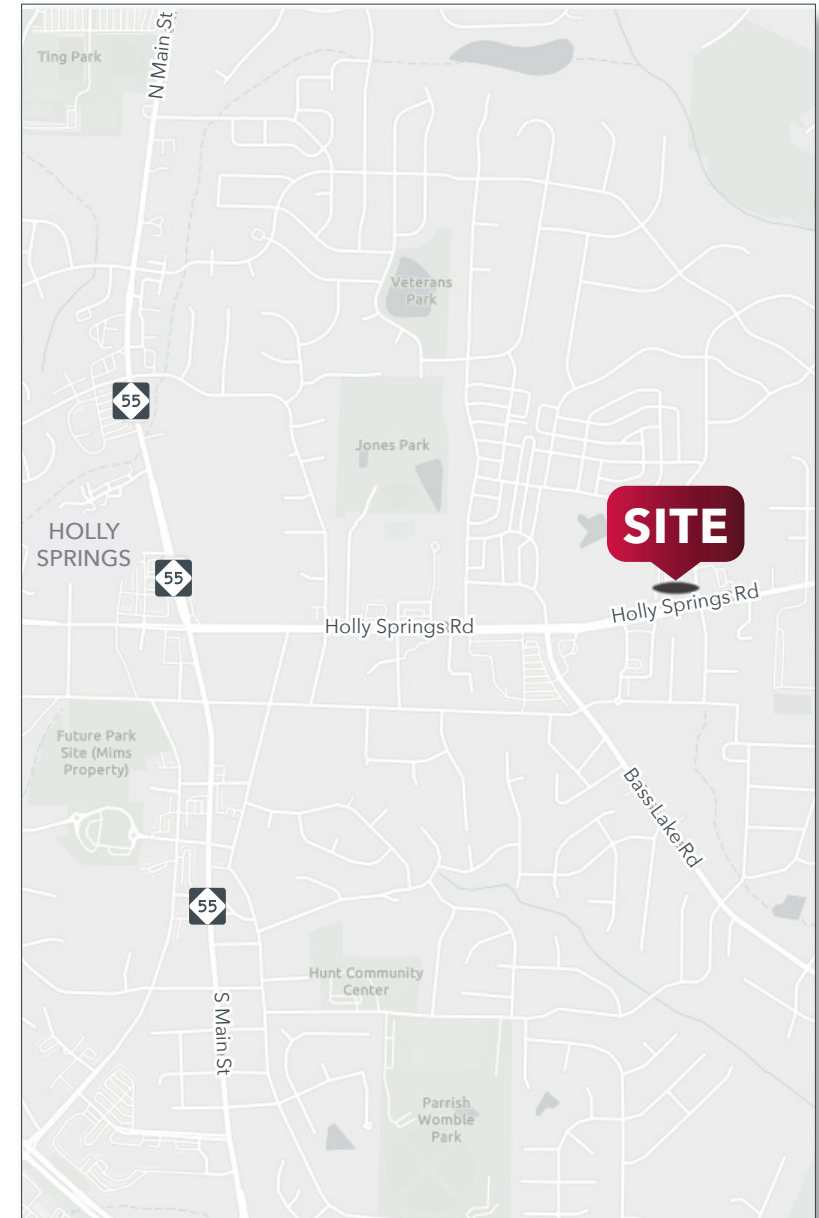 N Main St
Ting Park
Veterans
Park
55
Jones Park
SITE
HOLLY
SPRINGS
55
Holly Springs Rd
Holly Springs Rd
Future Park
Site (Mims
Property)
Bass Lake Rd
55
Hunt Community
Center
S Main St
Parrish
Womble
Park